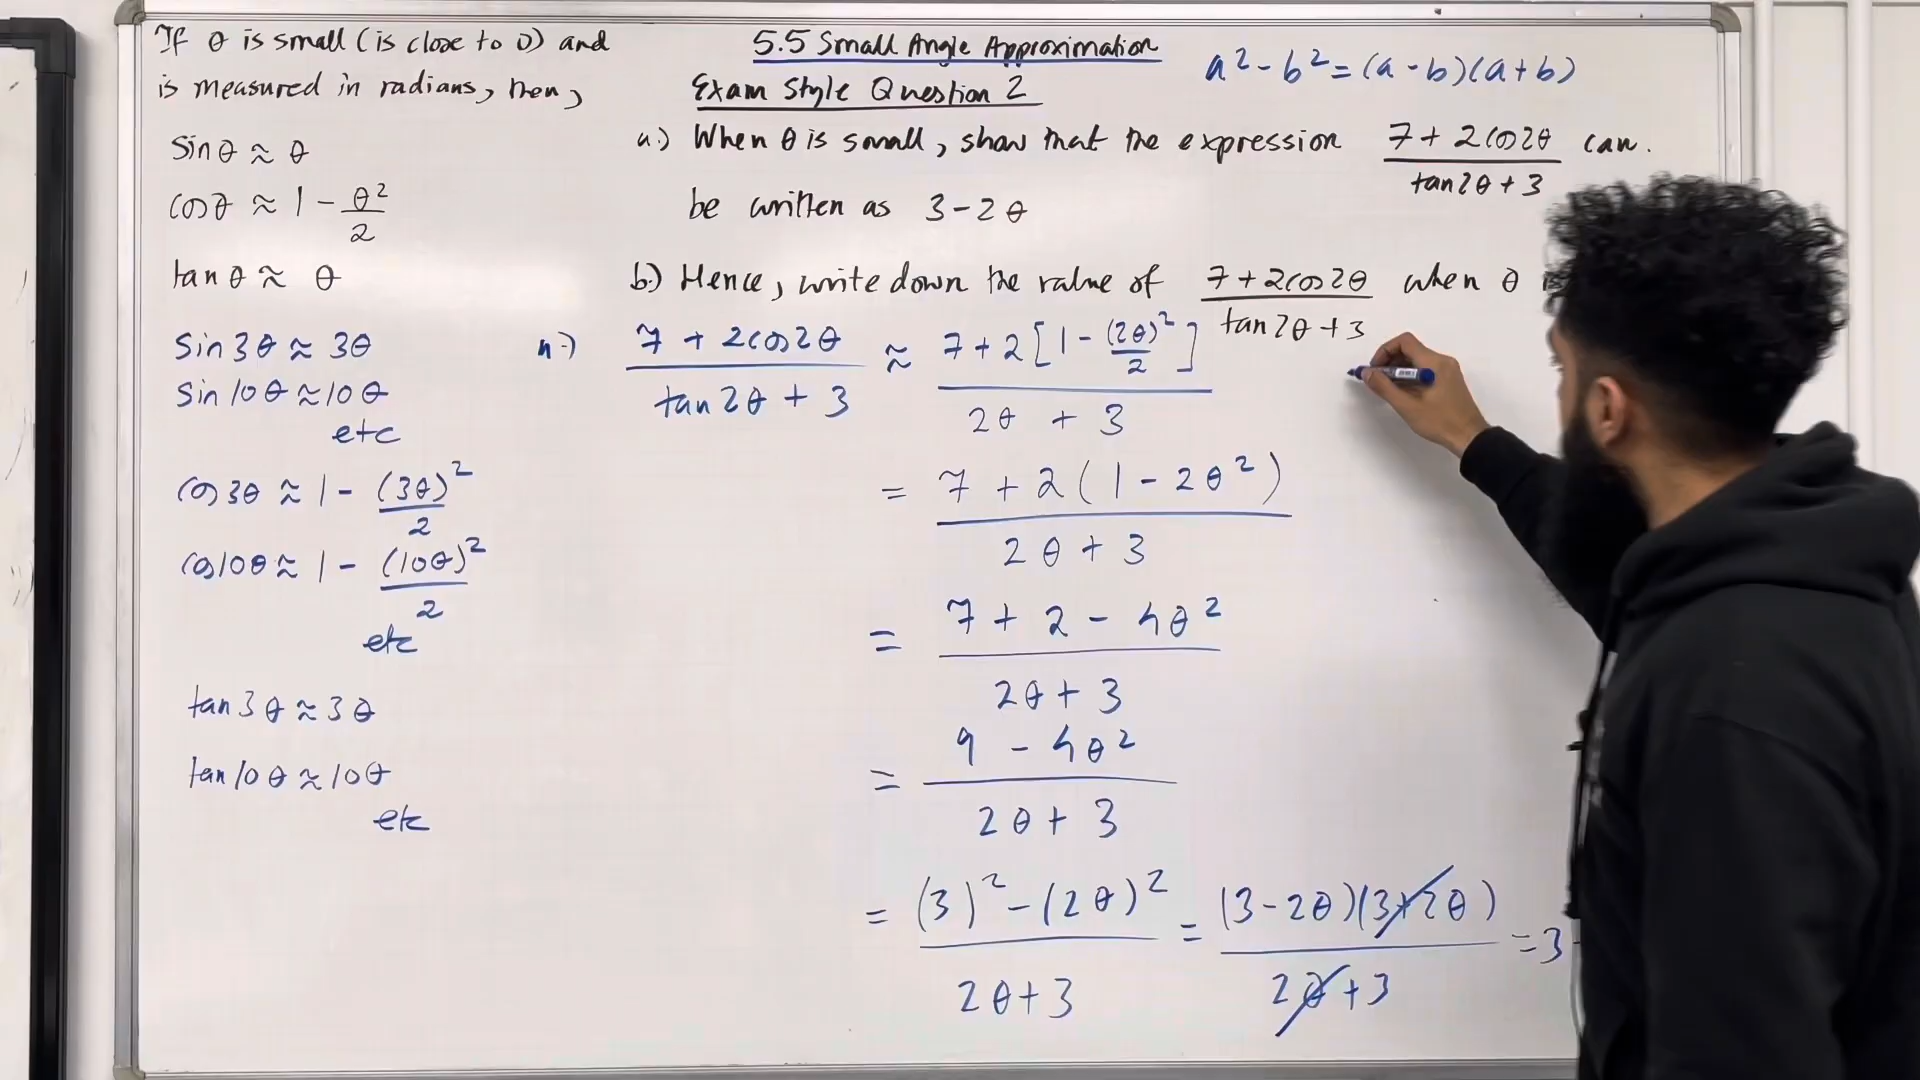 If θ is small (is close to 0) and
is measured in radians, then,
sinθ ≈ θ
cosθ ≈ 1 - θ²/2
tanθ ≈ θ
Sin3θ ≈ 3θ
Sin10θ ≈ 10θ
etc
cos3θ ≈ 1 - (3θ)²/2
cos10θ ≈ 1 - (10θ)²/2
etc
tan3θ ≈ 3θ
tan10θ ≈ 10θ
etc
5.5 Small Angle Approximation
Exam Style Question 2
a² - b² = (a - b)(a + b)
a.) When θ is small, show that the expression (7 + 2cos2θ)/(tan2θ + 3) can
be written as 3 - 2θ
b.) Hence, write down the value of (7 + 2cos2θ)/(tan2θ + 3) when θ is
a.) (7 + 2cos2θ)/(tan2θ + 3) ≈ (7 + 2[1 - (2θ)²/2])/(2θ + 3)
= (7 + 2(1 - 2θ²))/(2θ + 3)
= (7 + 2 - 4θ²)/(2θ + 3)
= (9 - 4θ²)/(2θ + 3)
= ((3)² - (2θ)²)/(2θ + 3) = ((3 - 2θ)(3 + 2θ))/(2θ + 3) = 3 -